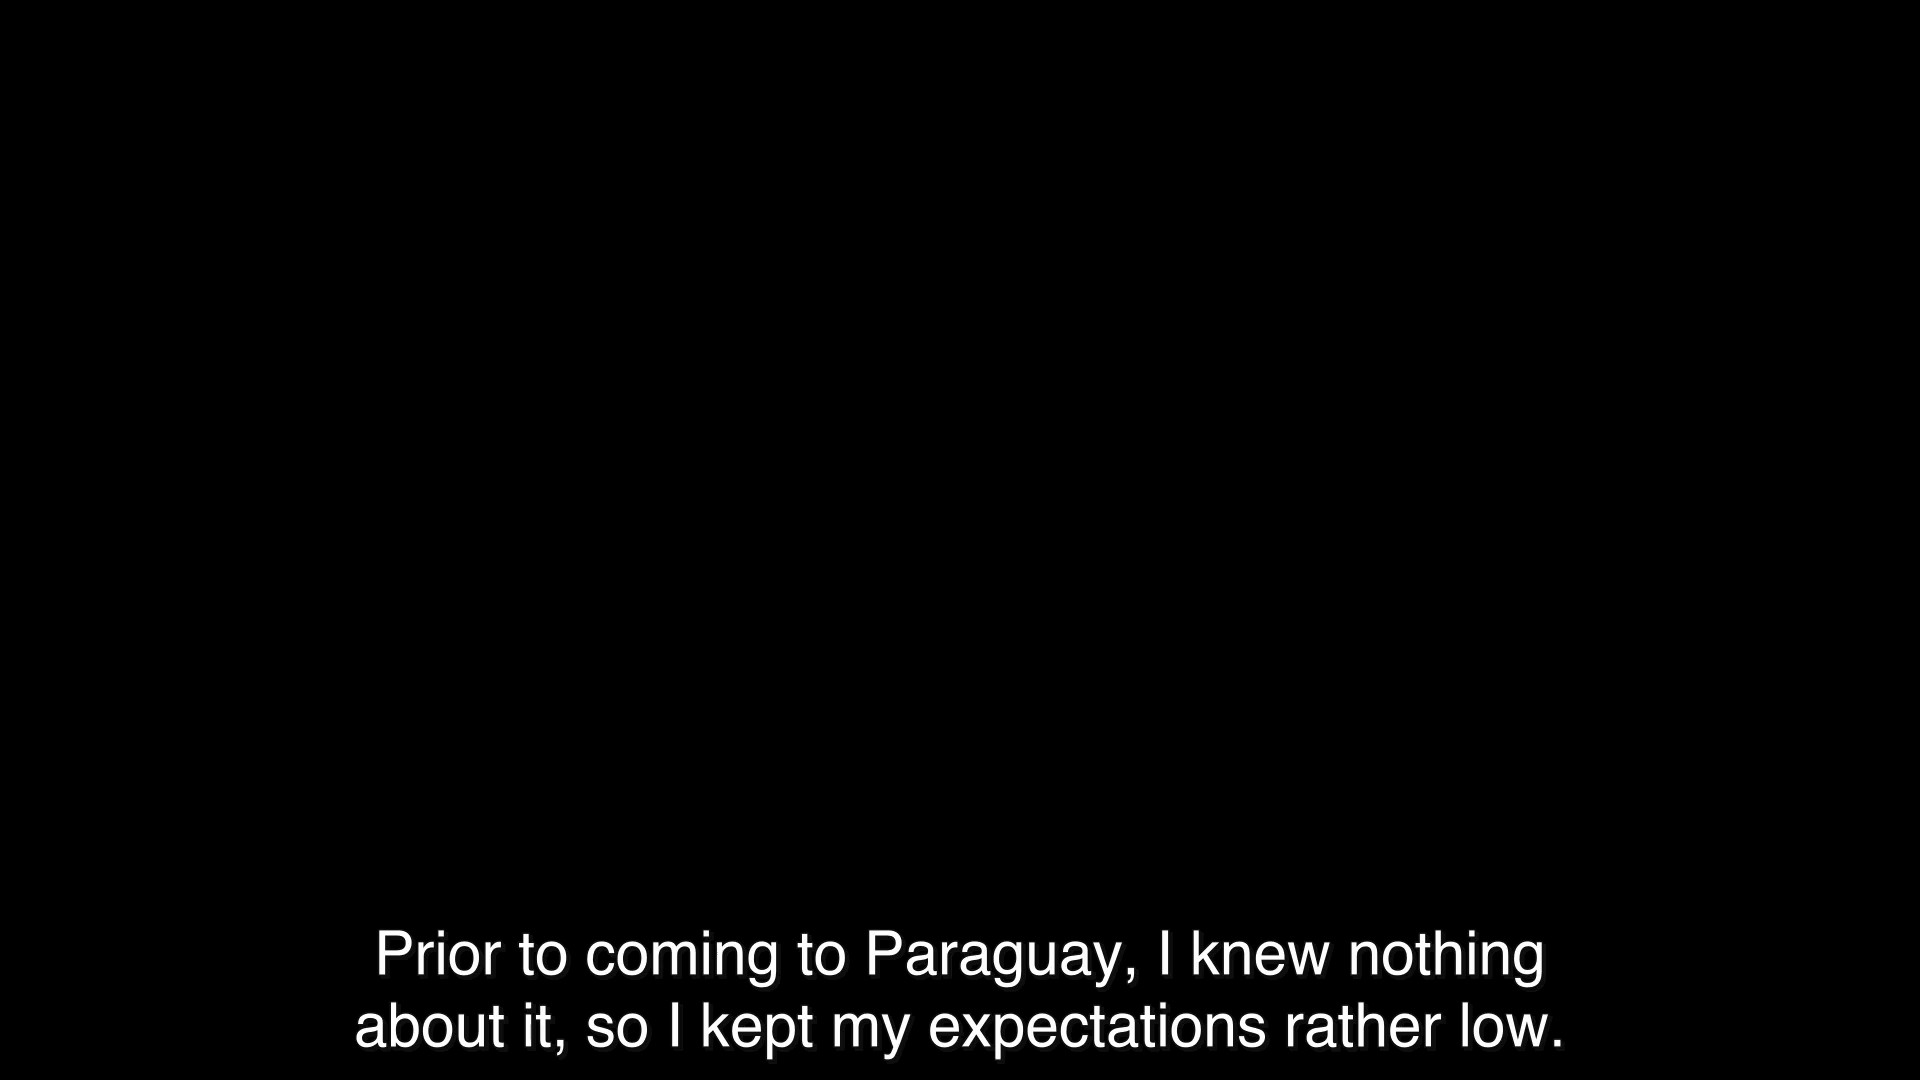 Prior to coming to Paraguay, I knew nothing
about it, so I kept my expectations rather low.